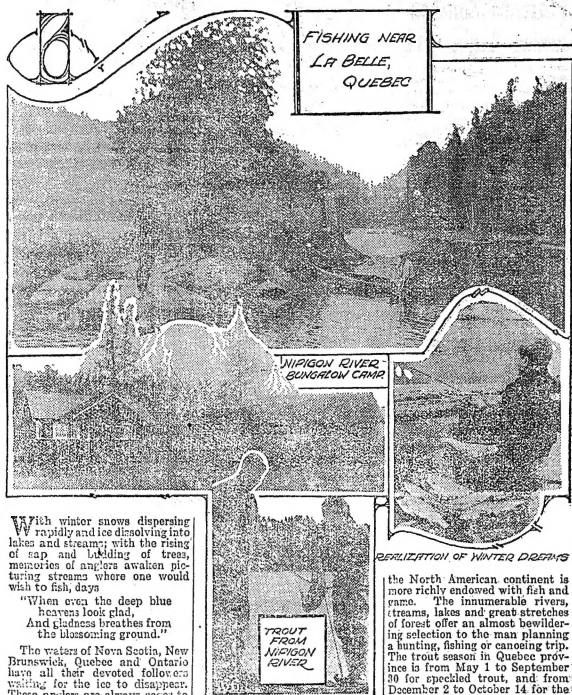 FISHING NEAR
LA BELLE,
QUEBEC
NIPIGON RIVER
BUNGALOW CAMP.
REALIZATION OF WINTER DREAMS
TROUT
FROM
NIPIGON
RIVER
With winter snows dispersing
rapidly and ice dissolving into
lakes and streams; with the rising
of sap and budding of trees,
memories of anglers awaken pic-
turing streams where one would
wish to fish, days
"When even the deep blue
heavens look glad,
And gladness breathes from
the blossoming ground."
The waters of Nova Scotia, New
Brunswick, Quebec and Ontario
have all their devoted followers
waiting for the ice to disappear.
These anglers are always
the North American continent is
more richly endowed with fish and
game. The innumerable rivers,
streams, lakes and great stretches
of forest offer an almost bewilder-
ing selection to the man planning
a hunting, fishing or canoeing trip.
The trout season in Quebec prov-
ince is from May 1 to September
30 for speckled trout, and from
December 2 to October 14 for the